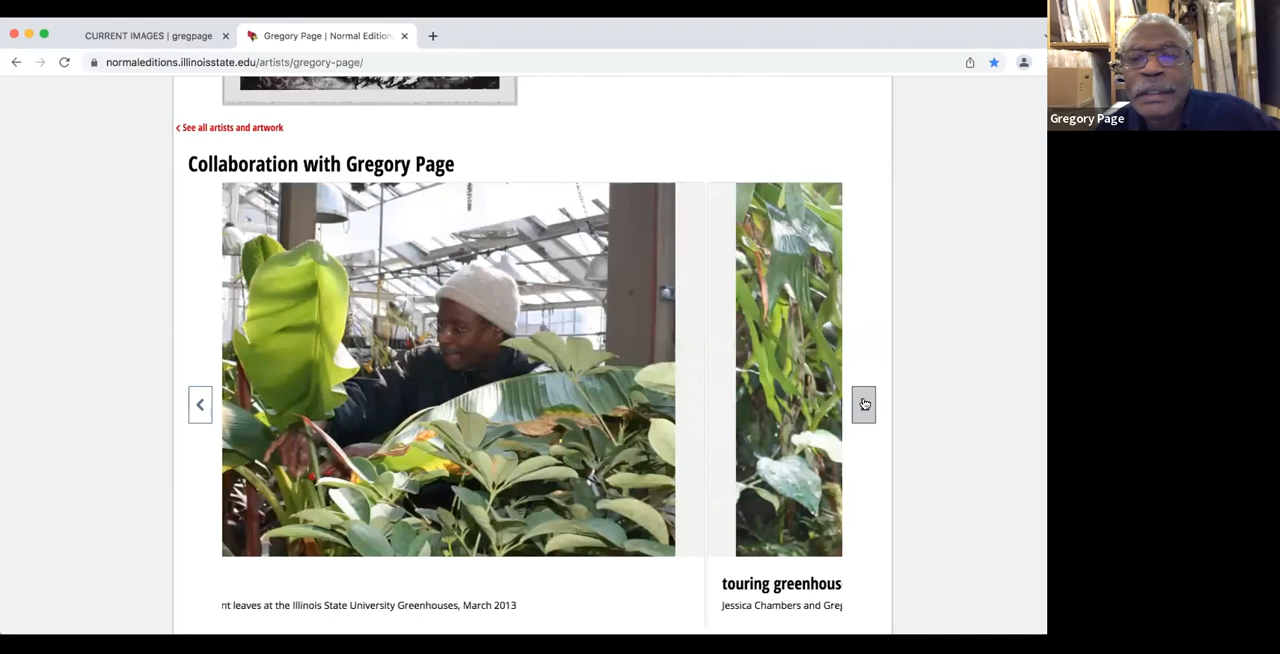 CURRENT IMAGES | gregpage
Gregory Page | Normal Edition
normaleditions.illinoisstate.edu/artists/gregory-page/
Gregory Page
See all artists and artwork
Collaboration with Gregory Page
touring greenhous
nt leaves at the Illinois State University Greenhouses, March 2013
Jessica Chambers and Greg